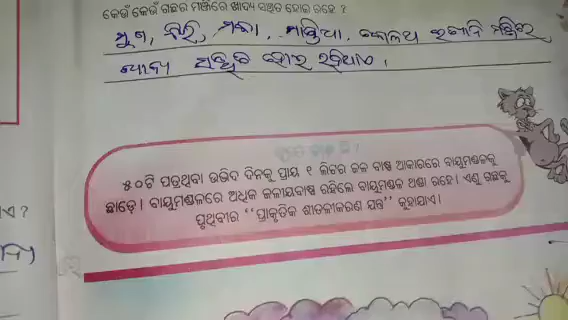 କେଉଁ କେଉଁ ଗଛର ମଞ୍ଜିରେ ଖାଦ୍ୟ ସଞ୍ଚିତ ହୋଇ ରହେ ?
ମୁଗ, ବିରି, ମକା, ମାଣ୍ଡିଆ, କୋଳଥ ଇତ୍ୟାଦି ମଞ୍ଜିରେ
ଖାଦ୍ୟ ସଞ୍ଚିତ ହୋଇ ରହିଥାଏ ।
୫୦ଟି ପତ୍ରଥିବା ଉଦ୍ଭିଦ ଦିନକୁ ପ୍ରାୟ ୧ ଲିଟର ଜଳ ବାଷ୍ପ ଆକାରରେ ବାୟୁମଣ୍ଡଳକୁ
ଛାଡ଼େ। ବାୟୁମଣ୍ଡଳରେ ଅଧିକ ଜଳୀୟବାଷ୍ପ ରହିଲେ ବାୟୁମଣ୍ଡଳ ଥଣ୍ଡା ରହେ। ଏଣୁ ଗଛକୁ
ପୃଥିବୀର ‘‘ପ୍ରାକୃତିକ ଶୀତଳୀକରଣ ଯନ୍ତ୍ର’’ କୁହାଯାଏ।
ଏ ?